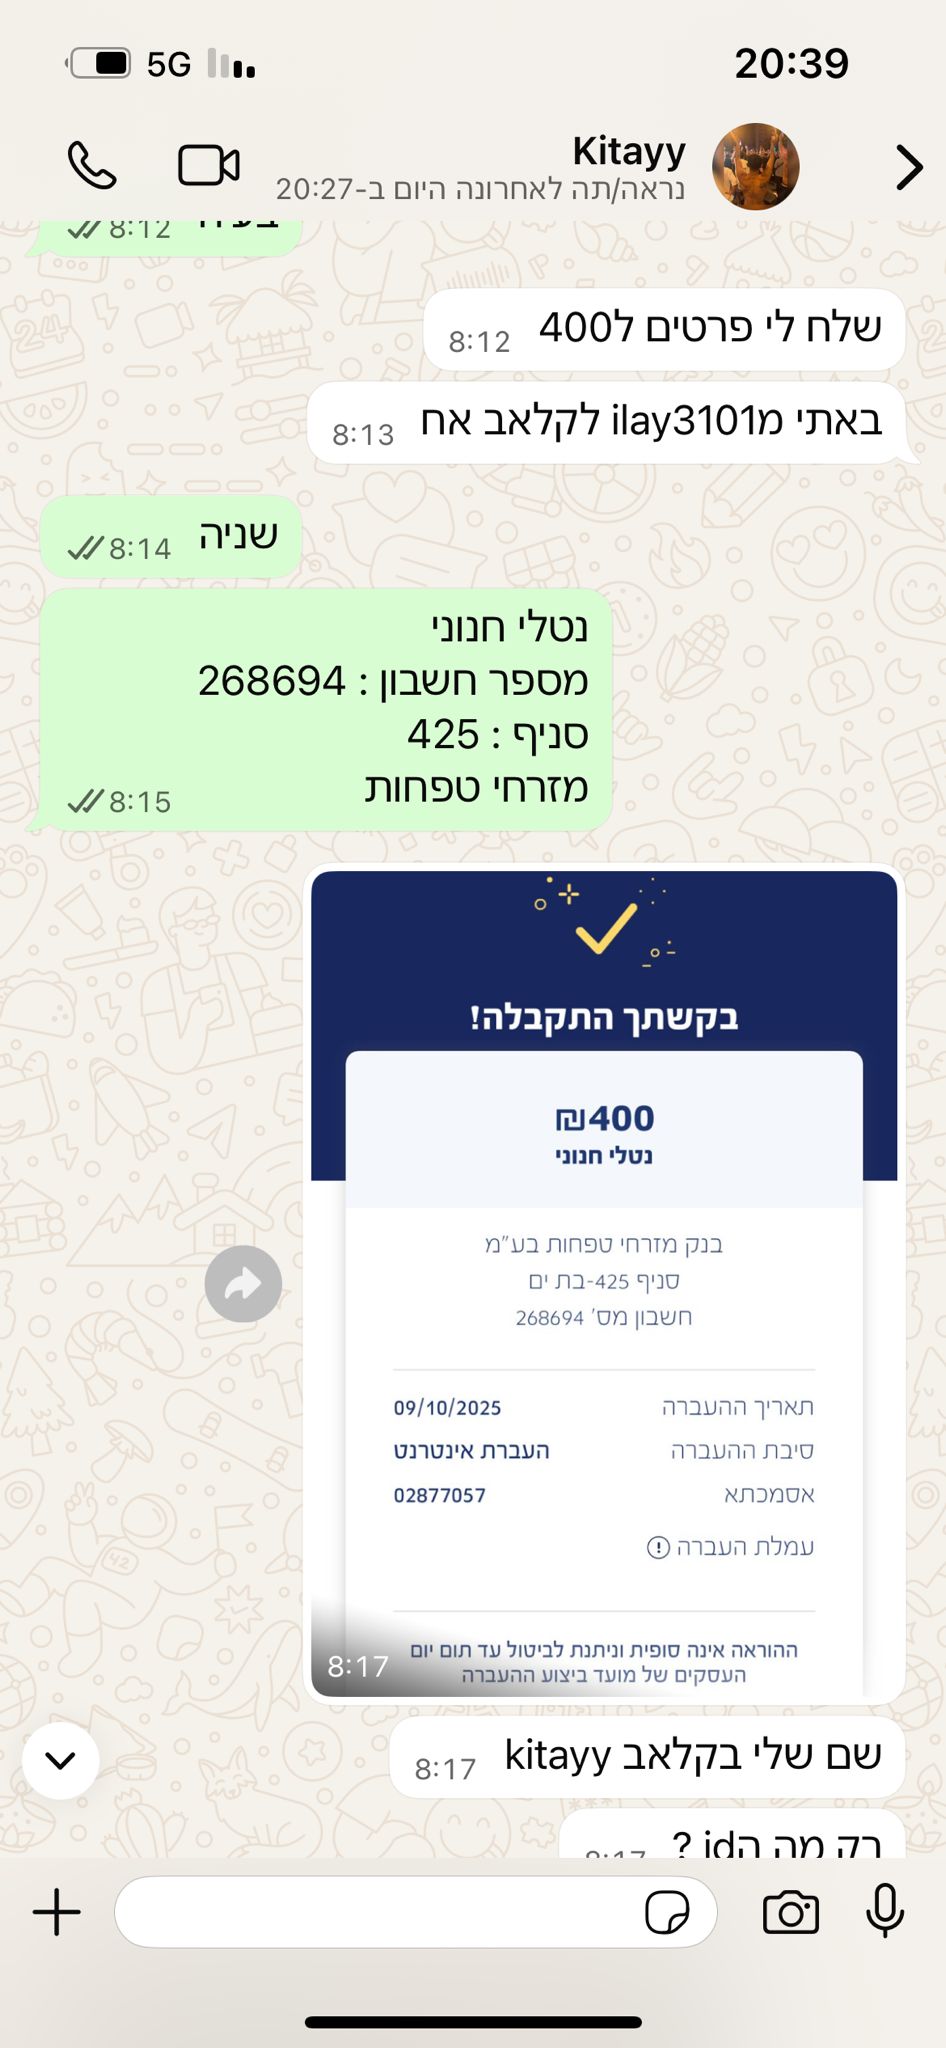 20:39
5G
Kitayy
נראה/תה לאחרונה היום ב-20:27
8:12
שלח לי פרטים ל400
8:12
באתי מilay3101 לקלאב אח
8:13
שניה
8:14
נטלי חנוני
מספר חשבון : 268694
סניף : 425
מזרחי טפחות
8:15
בקשתך התקבלה!
₪400
נטלי חנוני
בנק מזרחי טפחות בע"מ
סניף 425-בת ים
חשבון מס' 268694
תאריך ההעברה 09/10/2025
סיבת ההעברה העברת אינטרנט
אסמכתא 02877057
עמלת העברה
ההוראה אינה סופית וניתנת לביטול עד תום יום
העסקים של מועד ביצוע ההעברה
8:17
שם שלי בקלאב kitayy
8:17
רק מה הid ?
8:17